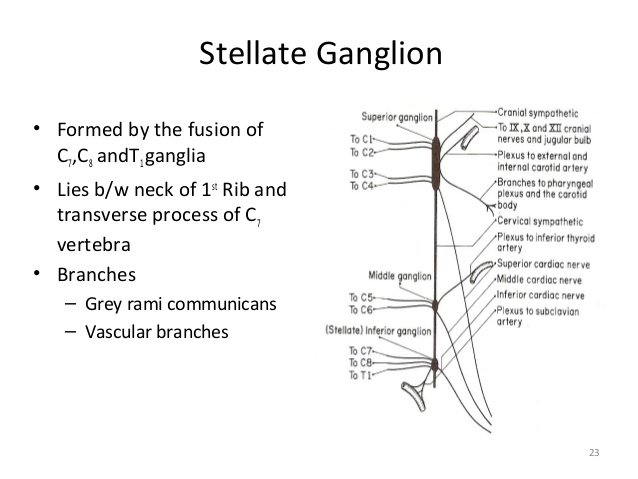 Stellate Ganglion
• Formed by the fusion of
C7,C8 andT1ganglia
• Lies b/w neck of 1st Rib and
transverse process of C7
vertebra
• Branches
– Grey rami communicans
– Vascular branches
Superior ganglion
To C1
To C2
To C3
To C4
Middle ganglion
To C5
To C6
(Stellate) Inferior ganglion
To C7
To C8
To T1
Cranial sympathetic
To IX, X and XII cranial
nerves and jugular bulb
Plexus to external and
internal carotid artery
Branches to pharyngeal
plexus and the carotid
body
Cervical sympathetic
Plexus to inferior thyroid
artery
Superior cardiac nerve
Middle cardiac nerve
Inferior cardiac nerve
Plexus to subclavian
artery
23